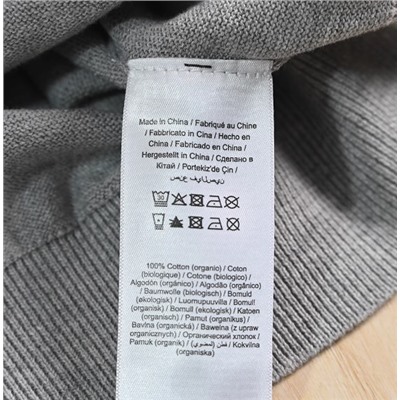 Made in China / Fabriqué au Chine
/ Fabbricato in Cina / Hecho en
China / Fabricado en China /
Hergestellt in China / Сделано в
Кітай / Portekiz'de Çin /
صنع في الصين
30
100% Cotton (organic) / Coton
(biologique) / Cotone (biologico) /
Algodón (orgánico) / Algodão (orgânico)
/ Baumwolle (biologisch) / Bomuld
(økologisk) / Luomupuuvilla / Bomull
(organisk) / Bomull (økologisk) / Katoen
(organisch) / Pamut (organikus) /
Bavlna (organická) / Bawełna (z upraw
organicznych) / Органический хлопок /
Pamuk (organik) / قطن (عضوي) / Kokvilna
(organiska)